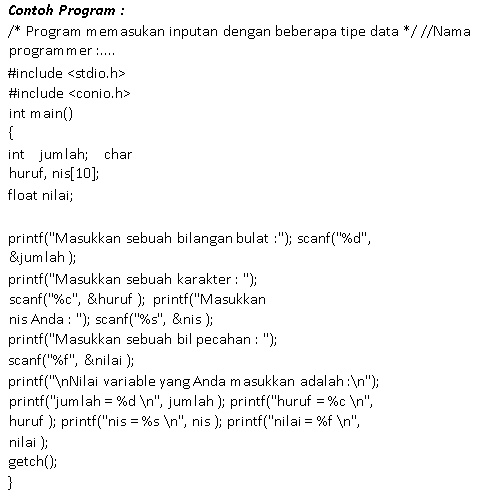 Contoh Program :
/* Program memasukan inputan dengan beberapa tipe data */ //Nama
programmer :....
#include <stdio.h>
#include <conio.h>
int main()
{
int jumlah; char
huruf, nis[10];
float nilai;
printf("Masukkan sebuah bilangan bulat :"); scanf("%d",
&jumlah );
printf("Masukkan sebuah karakter : ");
scanf("%c", &huruf ); printf("Masukkan
nis Anda : "); scanf("%s", &nis );
printf("Masukkan sebuah bil pecahan : ");
scanf("%f", &nilai );
printf("\nNilai variable yang Anda masukkan adalah :\n");
printf("jumlah = %d \n", jumlah ); printf("huruf = %c \n",
huruf ); printf("nis = %s \n", nis ); printf("nilai = %f \n",
nilai );
getch();
}